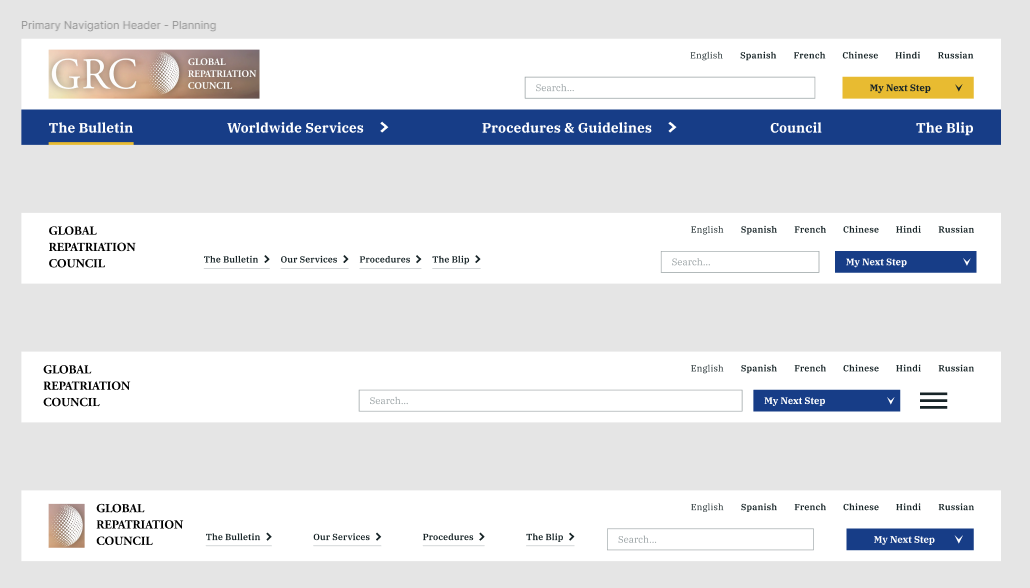 Primary Navigation Header - Planning
GRC
GLOBAL
REPATRIATION
COUNCIL
English Spanish French Chinese Hindi Russian
Search...
My Next Step
The Bulletin Worldwide Services Procedures & Guidelines Council The Blip
GLOBAL
REPATRIATION
COUNCIL
English Spanish French Chinese Hindi Russian
The Bulletin Our Services Procedures The Blip
Search...
My Next Step
GLOBAL
REPATRIATION
COUNCIL
English Spanish French Chinese Hindi Russian
Search...
My Next Step
GLOBAL
REPATRIATION
COUNCIL
English Spanish French Chinese Hindi Russian
The Bulletin Our Services Procedures The Blip
Search...
My Next Step